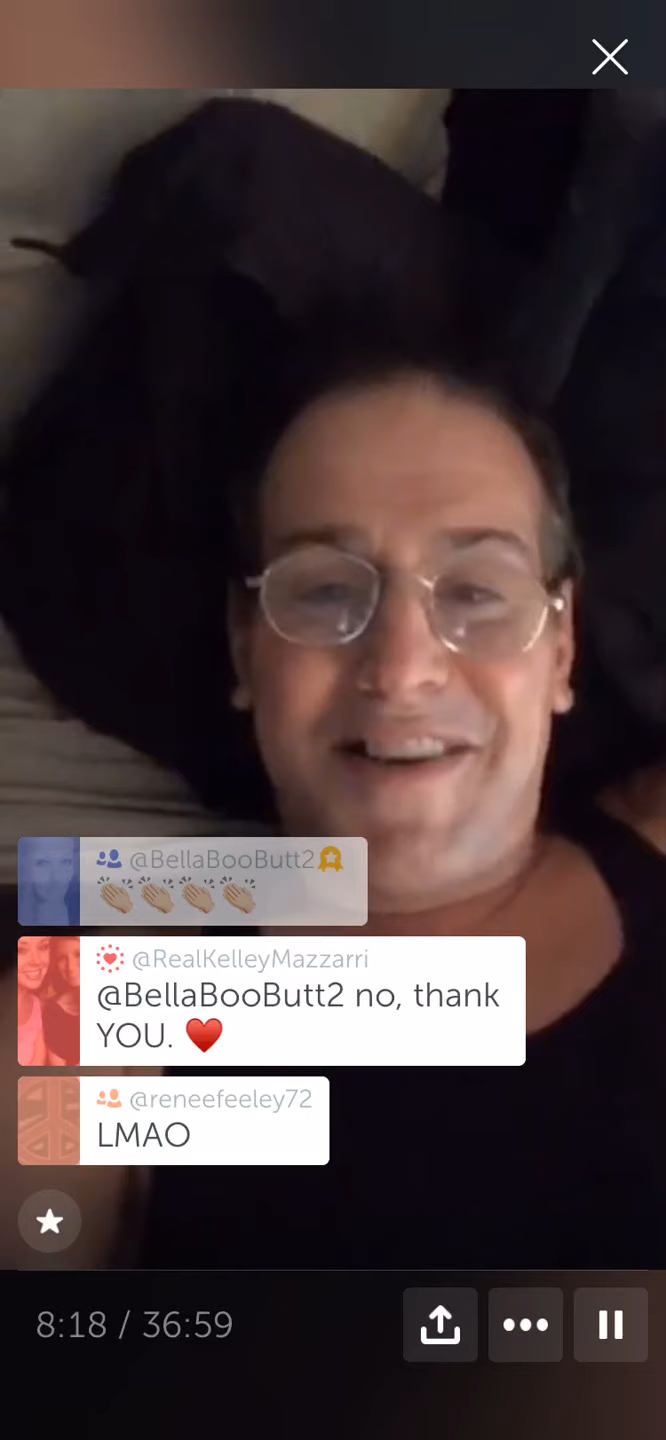 @BellaBooButt2
👏🏼👏🏼👏🏼👏🏼
@RealKelleyMazzarri
@BellaBooButt2 no, thank
YOU. ♥️
@reneefeeley72
LMAO
8:18 / 36:59